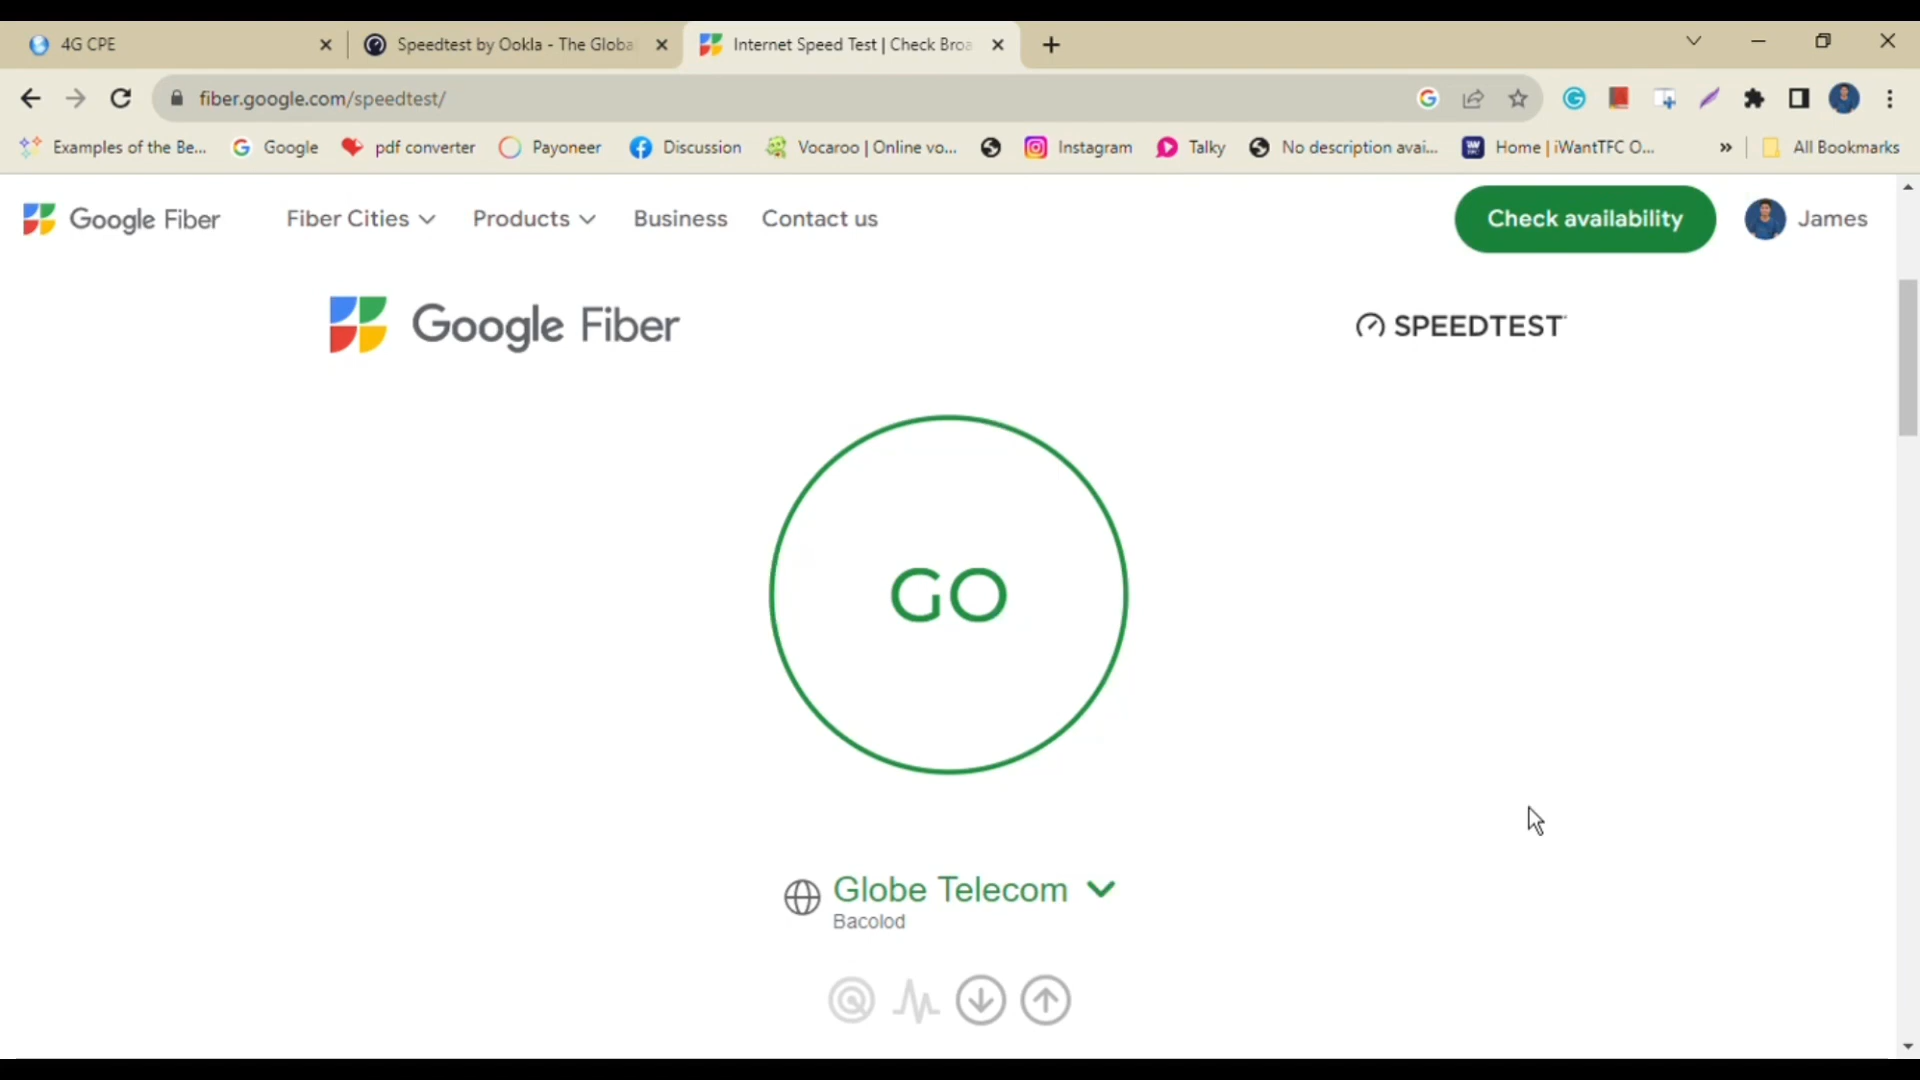 4G CPE
Speedtest by Ookla - The Globa
Internet Speed Test | Check Broa
fiber.google.com/speedtest/
Examples of the Be...
Google
pdf converter
Payoneer
Discussion
Vocaroo | Online vo...
Instagram
Talky
No description avai...
Home | iWantTFC O...
»
All Bookmarks
Google Fiber
Fiber Cities
Products
Business
Contact us
Check availability
James
Google Fiber
SPEEDTEST
GO
Globe Telecom
Bacolod